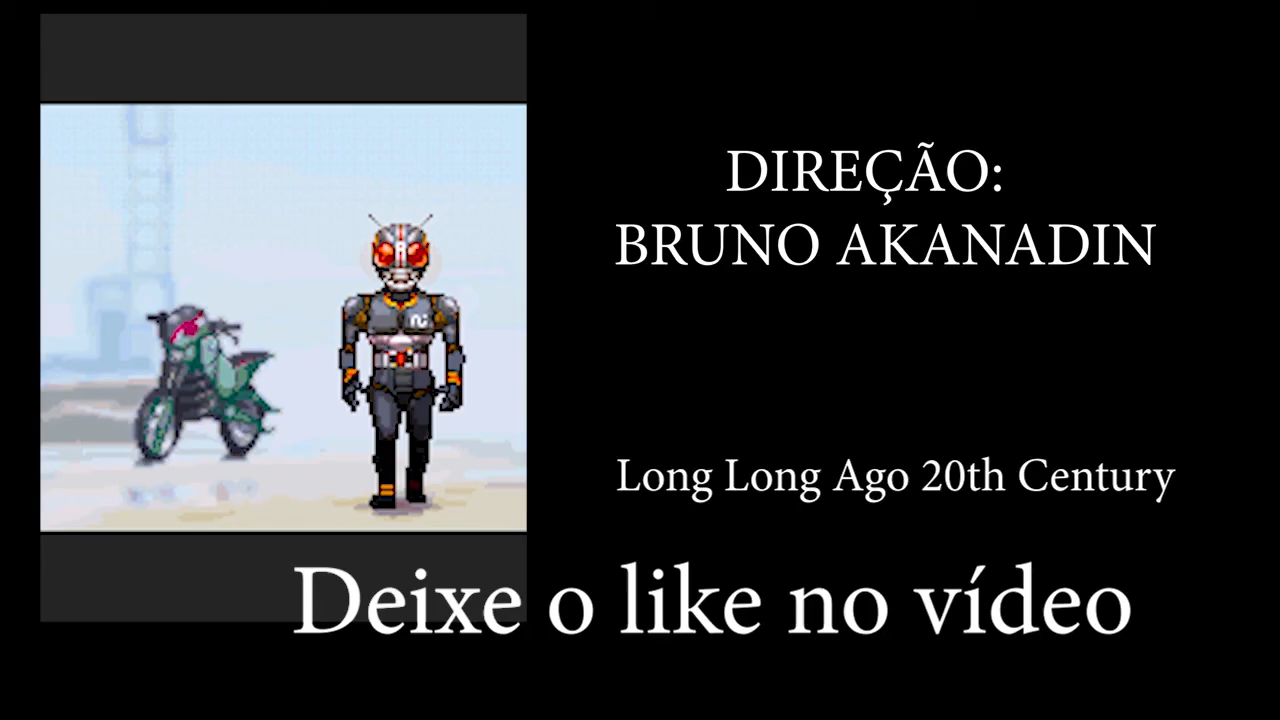 DIREÇÃO:
BRUNO AKANADIN
Long Long Ago 20th Century
Deixe o like no vídeo